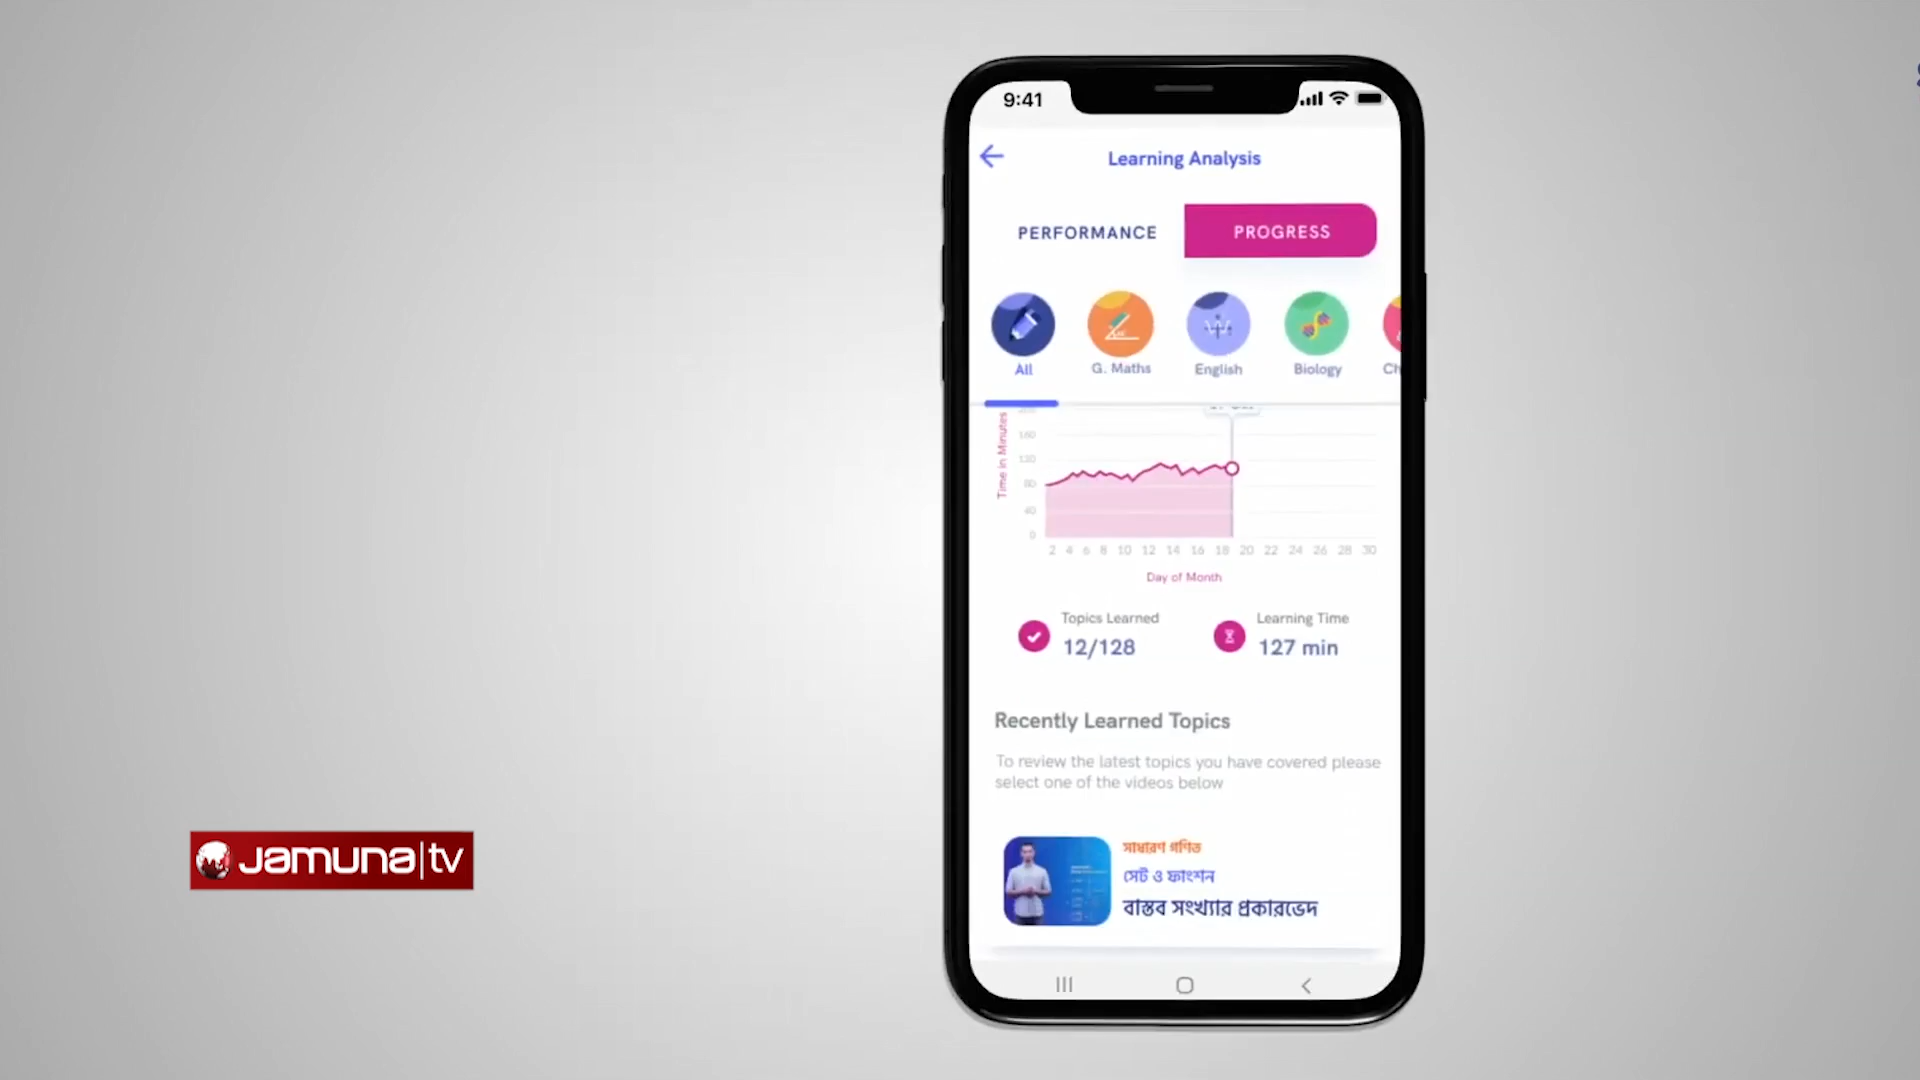 9:41
Learning Analysis
PERFORMANCE
PROGRESS
All
G. Maths
English
Biology
Ch
Time in Minutes
160
120
80
40
0
2 4 6 8 10 12 14 16 18 20 22 24 26 28 30
Day of Month
Topics Learned
12/128
Learning Time
127 min
Recently Learned Topics
To review the latest topics you have covered please
select one of the videos below
সাধারণ গণিত
সেট ও ফাংশন
বাস্তব সংখ্যার প্রকারভেদ
Jamuna|tv